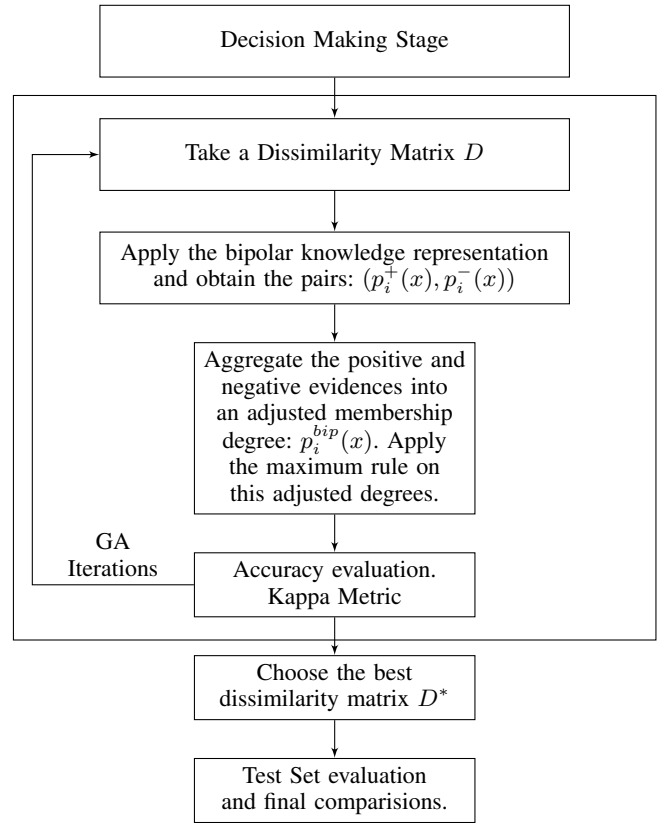 Decision Making Stage
Take a Dissimilarity Matrix $D$
Apply the bipolar knowledge representation
and obtain the pairs: $(p_i^+(x), p_i^-(x))$
Aggregate the positive and
negative evidences into
an adjusted membership
degree: $p_i^{bip}(x)$. Apply
the maximum rule on
this adjusted degrees.
GA
Iterations
Accuracy evaluation.
Kappa Metric
Choose the best
dissimilarity matrix $D^*$
Test Set evaluation
and final comparisions.